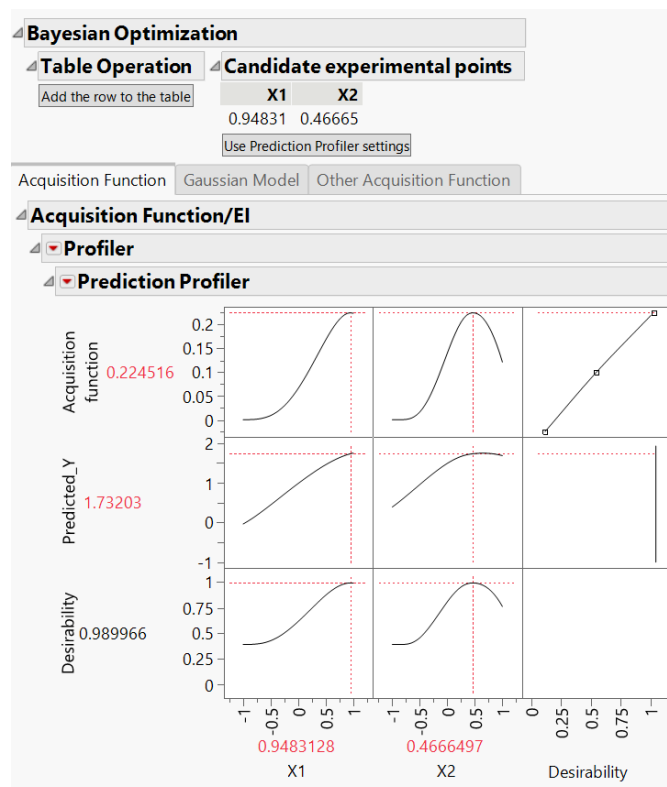 Bayesian Optimization
Table Operation
Candidate experimental points
Add the row to the table
X1 X2
0.94831 0.46665
Use Prediction Profiler settings
Acquisition Function Gaussian Model Other Acquisition Function
Acquisition Function/EI
Profiler
Prediction Profiler
Acquisition
function
0.224516
0.2
0.15
0.1
0.05
0
Predicted_Y
1.73203
2
1
0
-1
Desirability
0.989966
1
0.75
0.5
0.25
0
-1 -0.5 0 0.5 1
-1 -0.5 0 0.5 1
0 0.25 0.5 0.75 1
0.9483128
0.4666497
X1 X2 Desirability